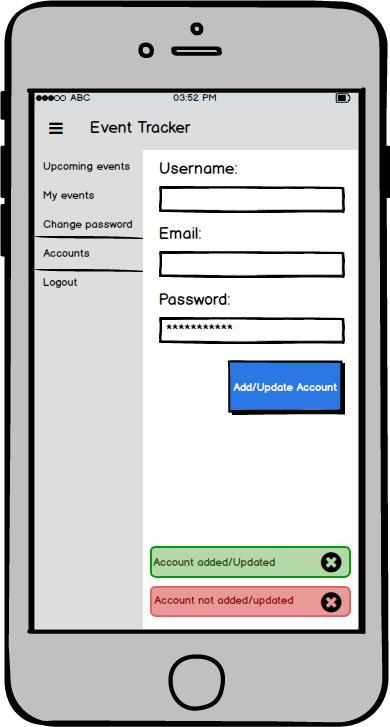 ABC 03:52 PM
Event Tracker
Upcoming events
My events
Change password
Accounts
Logout
Username:
Email:
Password:
***********
Add/Update Account
Account added/Updated
Account not added/updated